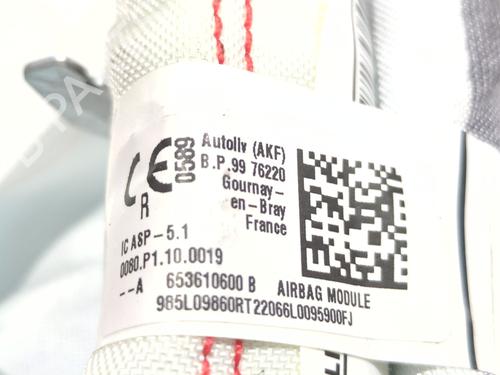 CE
0589
R
Autoliv (AKF)
B.P.99 76220
Gournay-
en-Bray
France
IC ASP-5.1
0080.P1.10.0019
--A 653610600 B AIRBAG MODULE
985L09860RT22066L0095900FJ